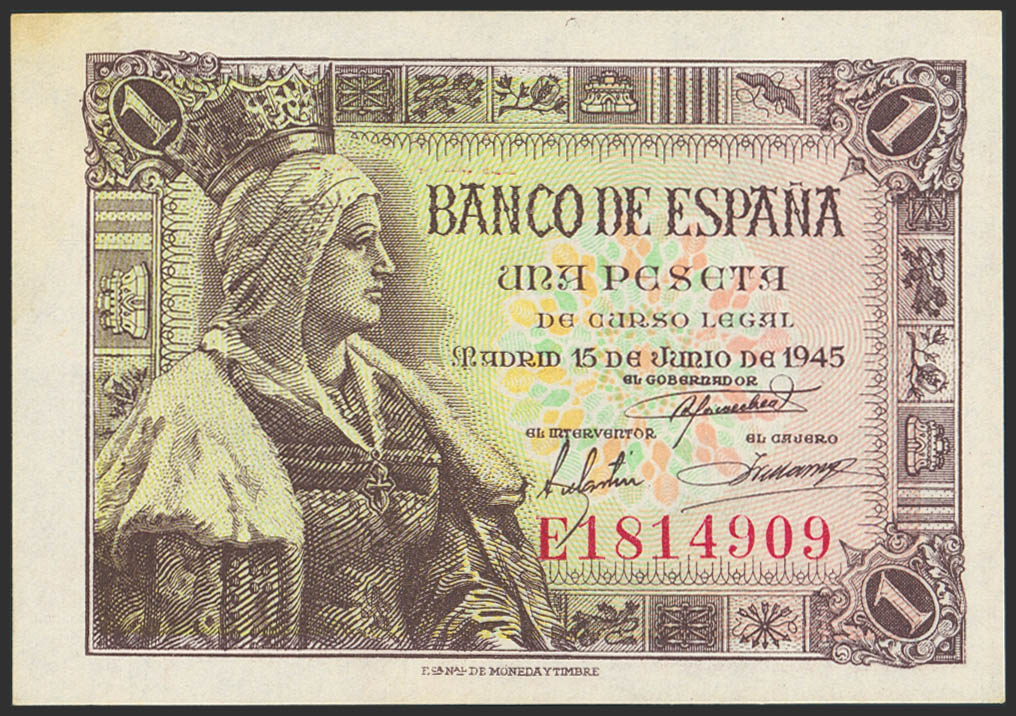 1 1
BANCO DE ESPAÑA
UNA PESETA
DE CURSO LEGAL
MADRID 15 DE JUNIO DE 1945
EL GOBERNADOR
EL INTERVENTOR EL CAJERO
E1814909
1
F. CA NAL DE MONEDA Y TIMBRE